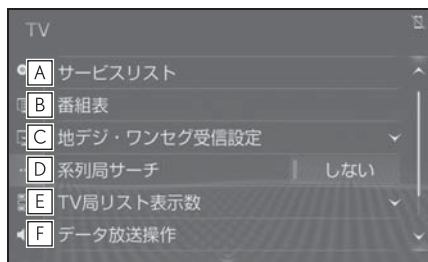 TV
A サービスリスト
B 番組表
C 地デジ・ワンセグ受信設定
D 系列局サーチ しない
E TV局リスト表示数
F データ放送操作